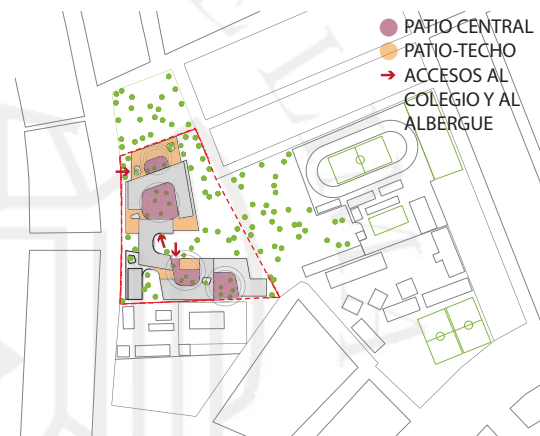 PATIO CENTRAL
PATIO-TECHO
ACCESOS AL
COLEGIO Y AL
ALBERGUE